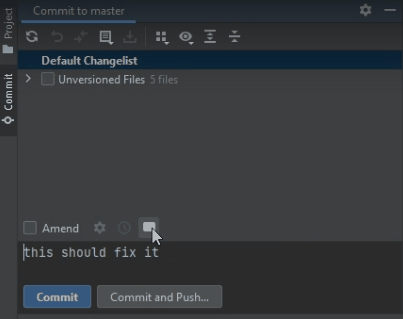 Project
Commit to master
Default Changelist
Unversioned Files 5 files
Commit
Amend
this should fix it
Commit
Commit and Push...